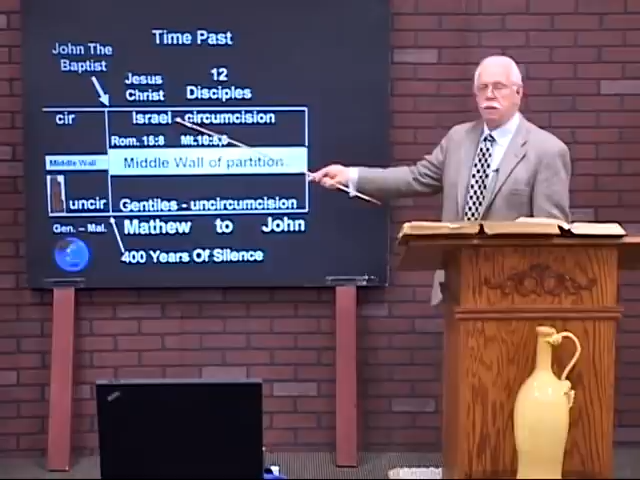 Time Past
John The
Baptist
Jesus
Christ
12
Disciples
cir
Israel - circumcision
Rom. 15:8 Mt.10:5,6
Middle Wall
Middle Wall of partition
uncir
Gentiles - uncircumcision
Gen. - Mal.
Mathew to John
400 Years Of Silence